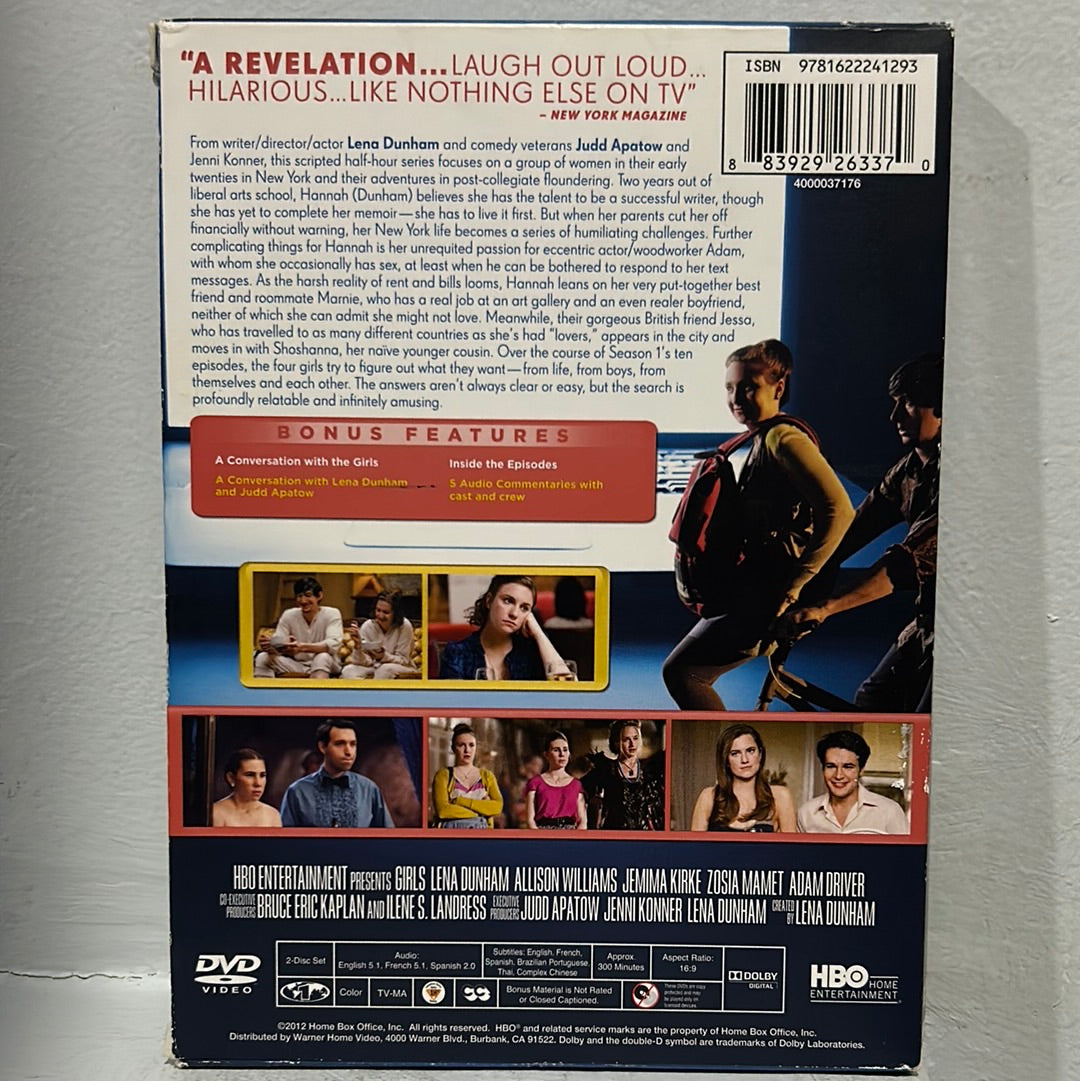 "A REVELATION...LAUGH OUT LOUD...
HILARIOUS...LIKE NOTHING ELSE ON TV"
– NEW YORK MAGAZINE
ISBN 9781622241293
8 83929 26337 0
4000037176
From writer/director/actor Lena Dunham and comedy veterans Judd Apatow and
Jenni Konner, this scripted half-hour series focuses on a group of women in their early
twenties in New York and their adventures in post-collegiate floundering. Two years out of
liberal arts school, Hannah (Dunham) believes she has the talent to be a successful writer, though
she has yet to complete her memoir—she has to live it first. But when her parents cut her off
financially without warning, her New York life becomes a series of humiliating challenges. Further
complicating things for Hannah is her unrequited passion for eccentric actor/woodworker Adam,
with whom she occasionally has sex, at least when he can be bothered to respond to her text
messages. As the harsh reality of rent and bills looms, Hannah leans on her very put-together best
friend and roommate Marnie, who has a real job at an art gallery and an even realer boyfriend,
neither of which she can admit she might not love. Meanwhile, their gorgeous British friend Jessa,
who has travelled to as many different countries as she's had "lovers," appears in the city and
moves in with Shoshanna, her naïve younger cousin. Over the course of Season 1's ten
episodes, the four girls try to figure out what they want—from life, from boys, from
themselves and each other. The answers aren't always clear or easy, but the search is
profoundly relatable and infinitely amusing.
BONUS FEATURES
A Conversation with the Girls
A Conversation with Lena Dunham
and Judd Apatow
Inside the Episodes
5 Audio Commentaries with
cast and crew
HBO ENTERTAINMENT PRESENTS GIRLS LENA DUNHAM ALLISON WILLIAMS JEMIMA KIRKE ZOSIA MAMET ADAM DRIVER
CO-EXECUTIVE PRODUCERS BRUCE ERIC KAPLAN AND ILENE S. LANDRESS EXECUTIVE PRODUCERS JUDD APATOW JENNI KONNER LENA DUNHAM CREATED BY LENA DUNHAM
DVD
VIDEO
2-Disc Set
Audio:
English 5.1, French 5.1, Spanish 2.0
Subtitles: English, French,
Spanish, Brazilian Portuguese,
Thai, Complex Chinese
Approx.
300 Minutes
Aspect Ratio:
16:9
DOLBY
DIGITAL
1
Color
TV-MA
Bonus Material is Not Rated
or Closed Captioned.
These DVDs are copy
protected and may
be played only on
licensed devices.
HBO HOME
ENTERTAINMENT
©2012 Home Box Office, Inc. All rights reserved. HBO® and related service marks are the property of Home Box Office, Inc.
Distributed by Warner Home Video, 4000 Warner Blvd., Burbank, CA 91522. Dolby and the double-D symbol are trademarks of Dolby Laboratories.